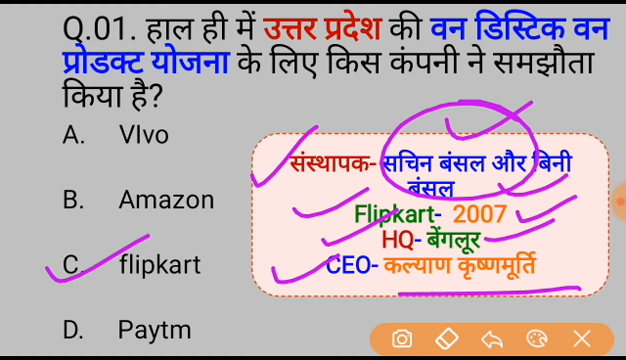 Q.01. हाल ही में उत्तर प्रदेश की वन डिस्टिक वन
प्रोडक्ट योजना के लिए किस कंपनी ने समझौता
किया है?
A. VIvo
B. Amazon
C. flipkart
D. Paytm
संस्थापक- सचिन बंसल और बिनी
बंसल
Flipkart- 2007
HQ- बेंगलूर
CEO- कल्याण कृष्णमूर्ति